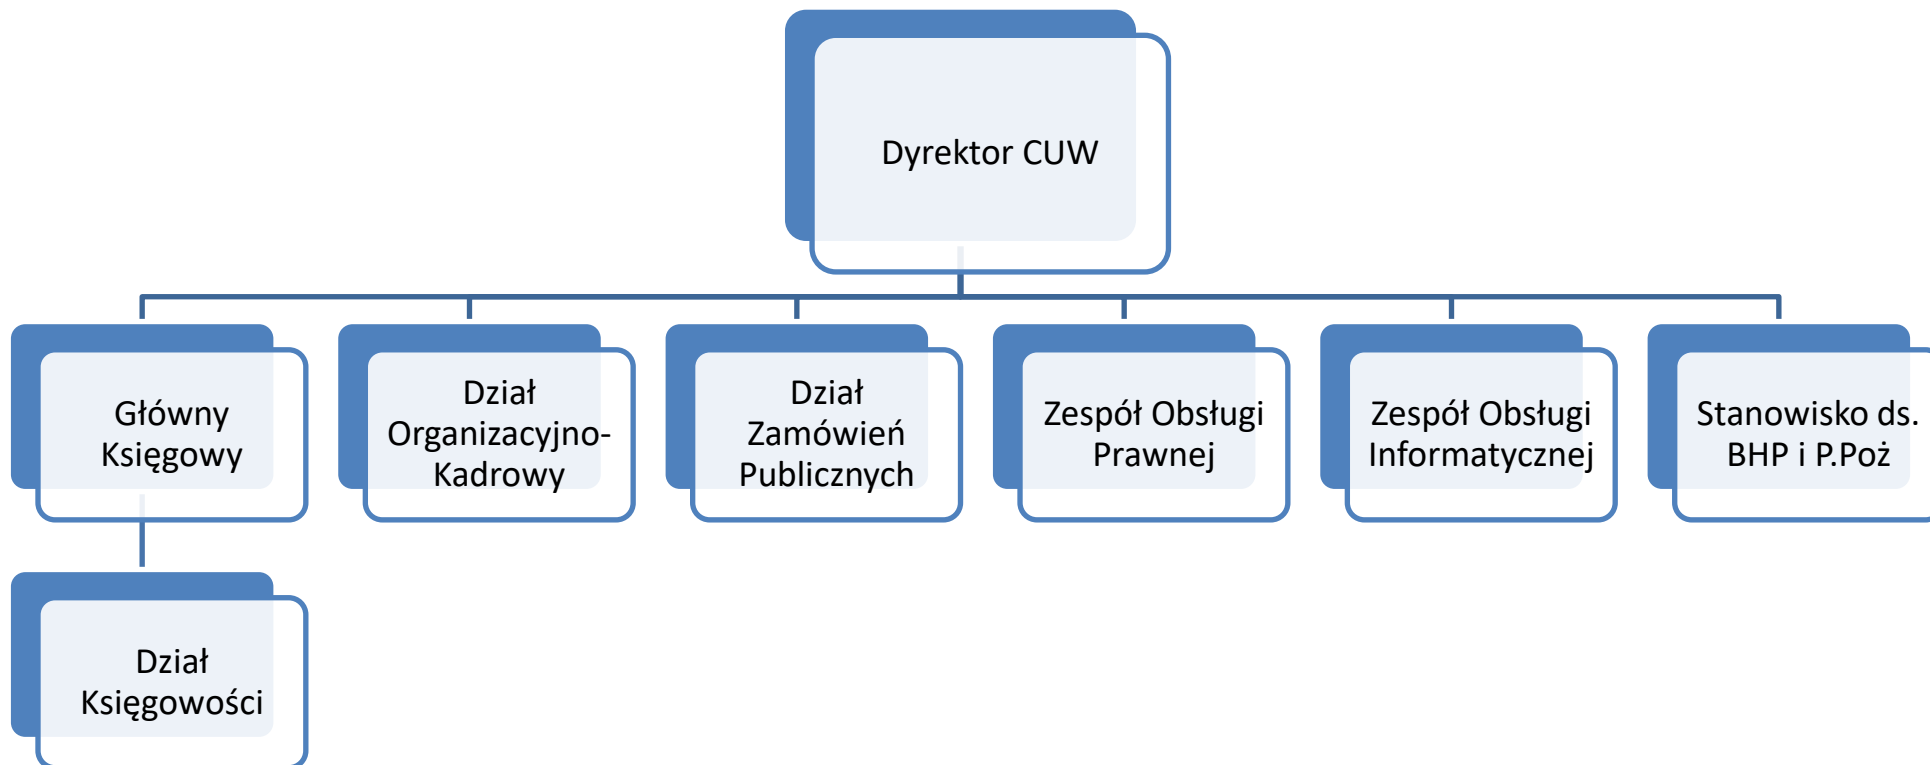 Dyrektor CUW
Główny
Księgowy
Dział
Organizacyjno-
Kadrowy
Dział
Zamówień
Publicznych
Zespół Obsługi
Prawnej
Zespół Obsługi
Informatycznej
Stanowisko ds.
BHP i P.Poż
Dział
Księgowości